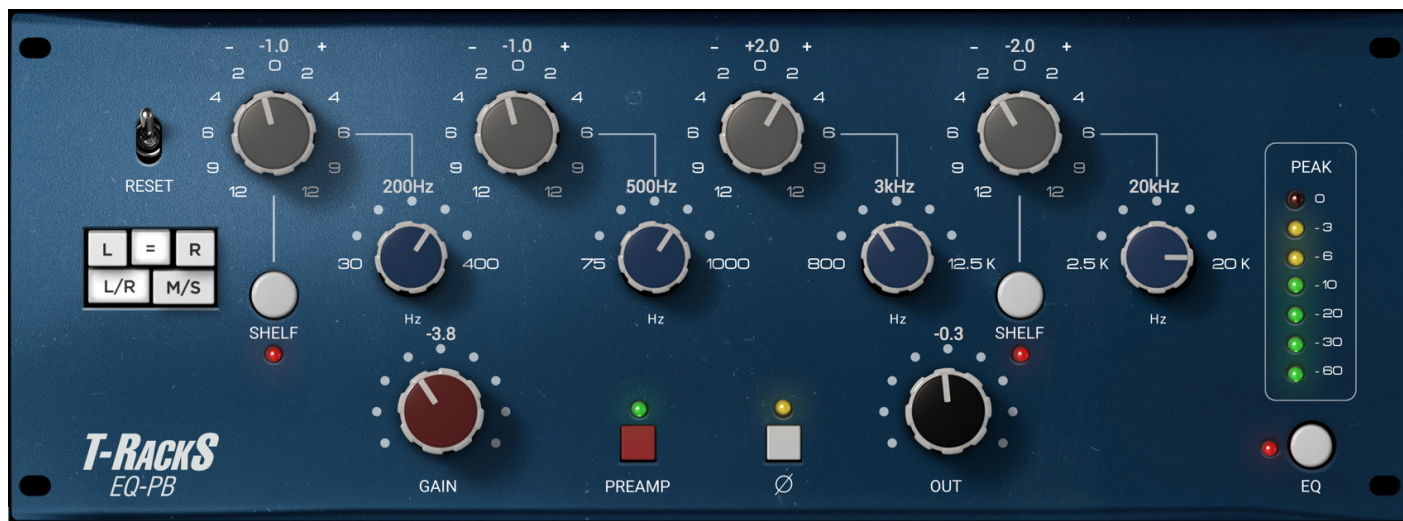 - -1.0 +
2 0 2
4 4
6 6
9 9
12 12
- -1.0 +
2 0 2
4 4
6 6
9 9
12 12
- +2.0 +
2 0 2
4 4
6 6
9 9
12 12
- -2.0 +
2 0 2
4 4
6 6
9 9
12 12
RESET
200Hz
30 400
Hz
500Hz
75 1000
Hz
3kHz
800 12.5 K
Hz
20kHz
2.5 K 20 K
Hz
L = R
L/R M/S
SHELF
SHELF
PEAK
0
-3
-6
-10
-20
-30
-60
-3.8
GAIN
PREAMP
Ø
-0.3
OUT
EQ
T-RackS
EQ-PB